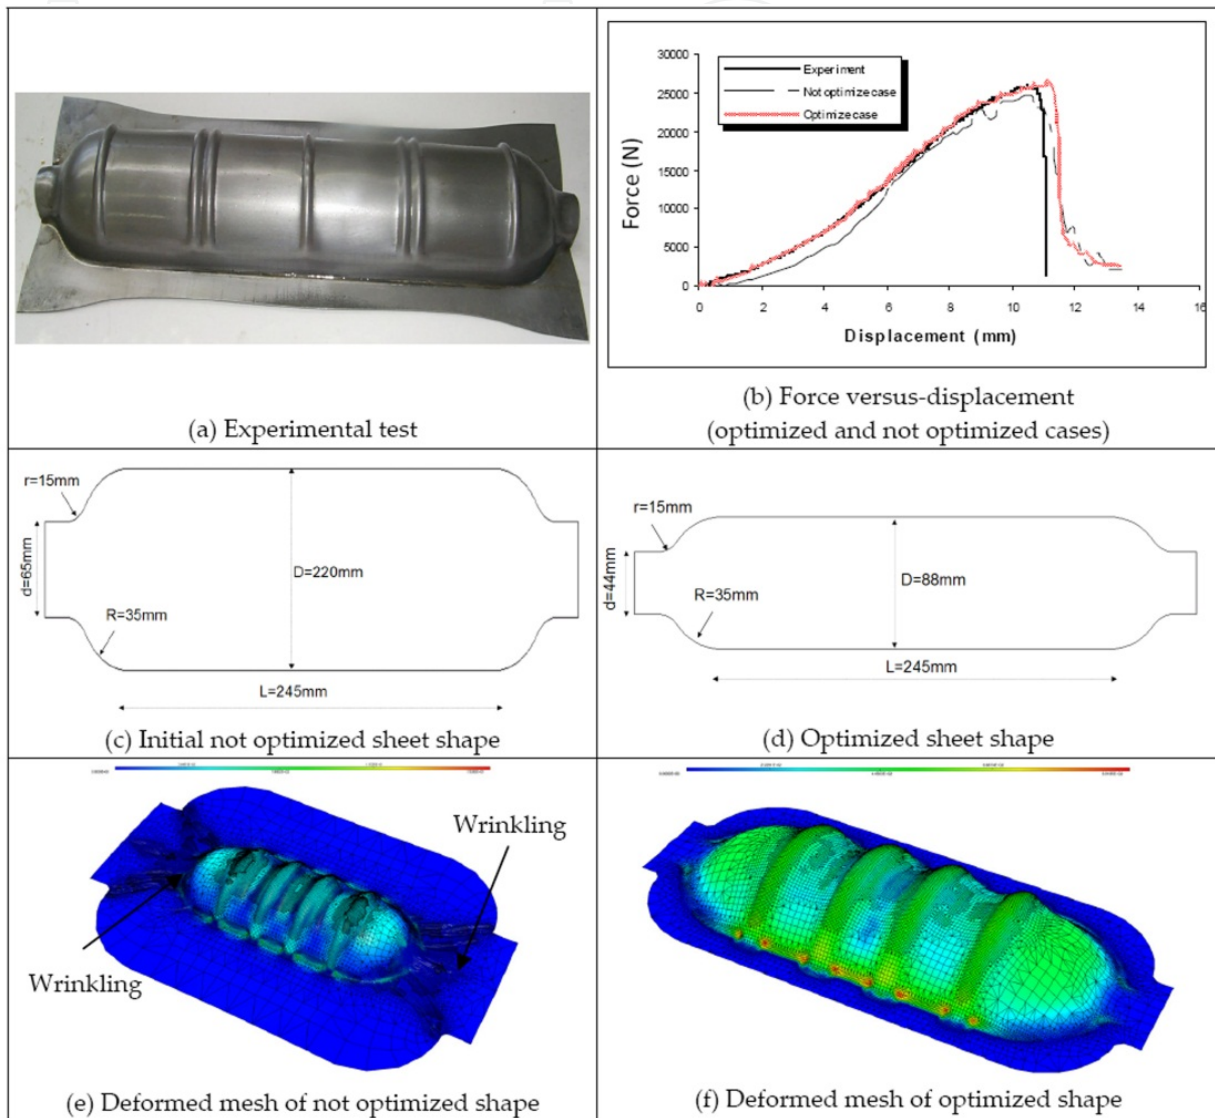 30000
25000
20000
15000
10000
5000
0
Force (N)
Experiment
Not optimize case
Optimize case
0 2 4 6 8 10 12 14 16
Displacement (mm)
(a) Experimental test
(b) Force versus-displacement
(optimized and not optimized cases)
r=15mm
d=65mm
D=220mm
R=35mm
L=245mm
(c) Initial not optimized sheet shape
r=15mm
d=44mm
D=88mm
R=35mm
L=245mm
(d) Optimized sheet shape
Wrinkling
Wrinkling
(e) Deformed mesh of not optimized shape
(f) Deformed mesh of optimized shape